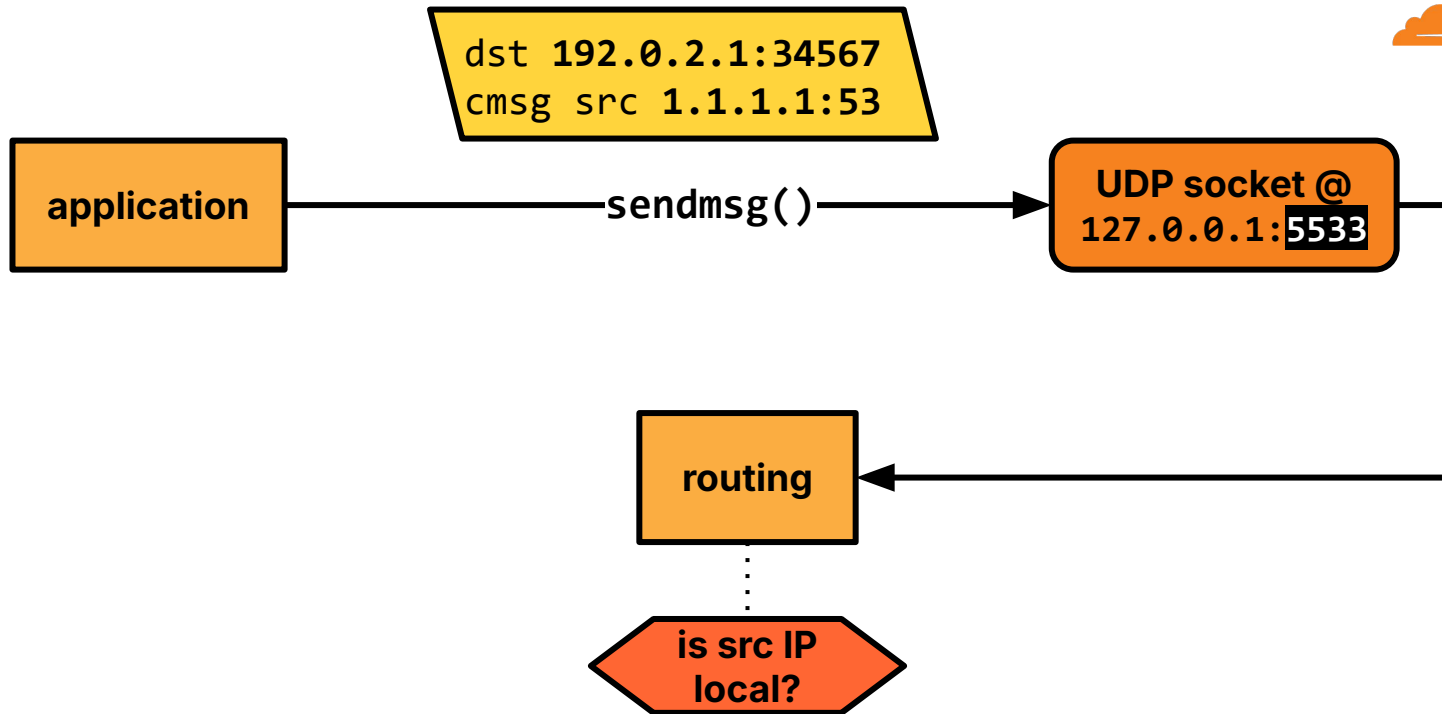 dst 192.0.2.1:34567
cmsg src 1.1.1.1:53
application
sendmsg()
UDP socket @
127.0.0.1:5533
routing
is src IP
local?